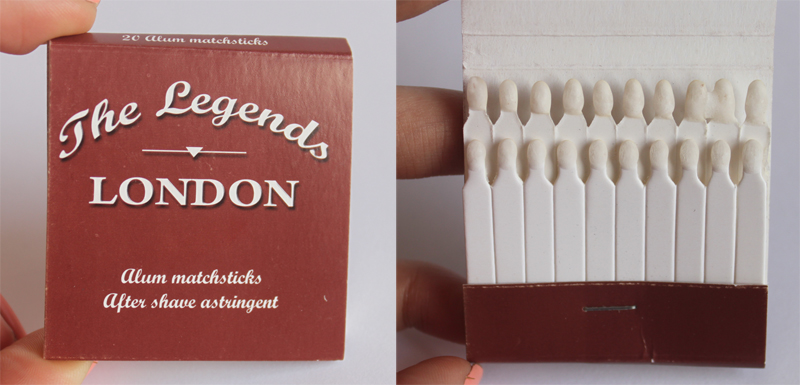 20 Alum matchsticks
The Legends
LONDON
Alum matchsticks
After shave astringent